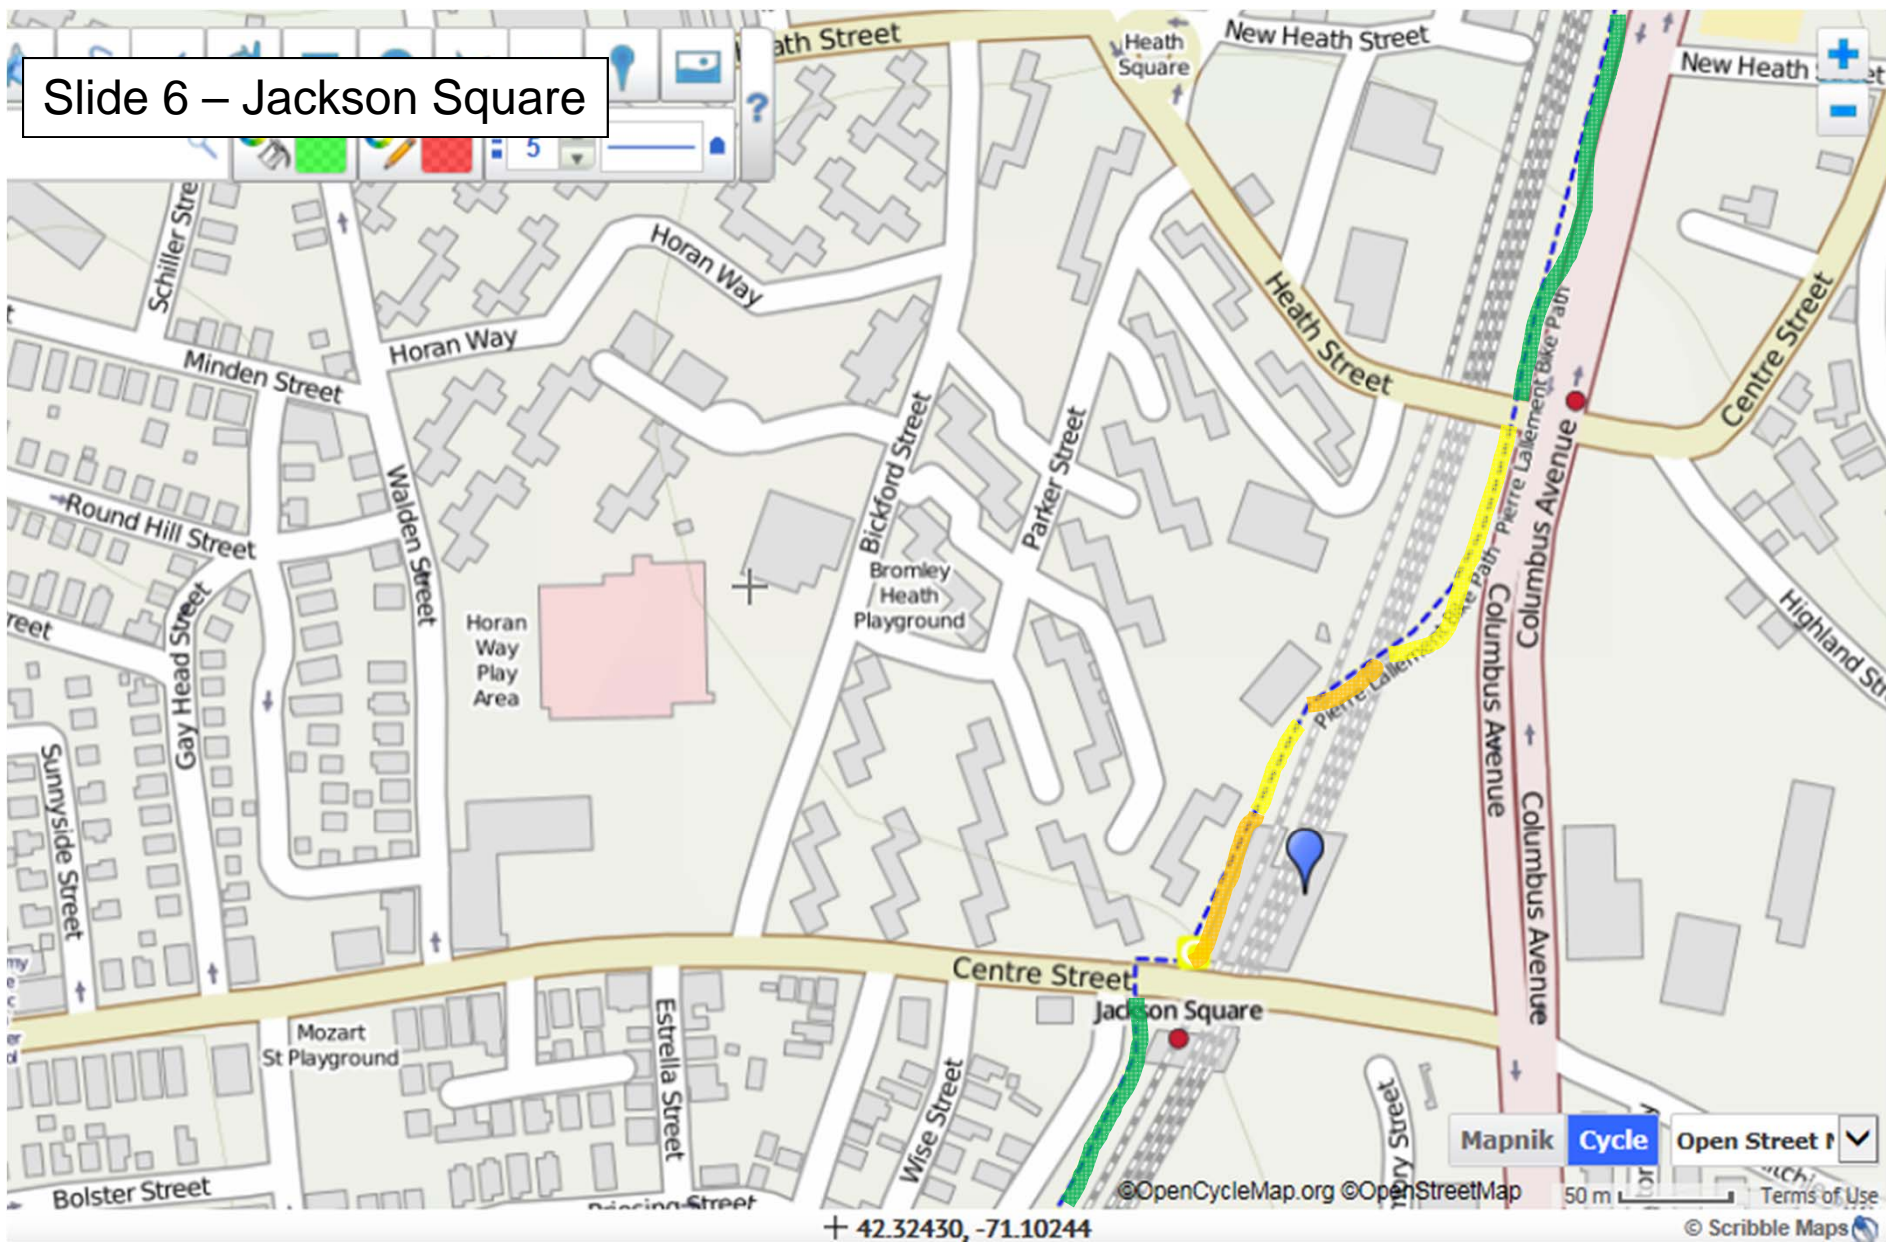 Slide 6 – Jackson Square
5
?
Heath Street
Heath
Square
New Heath Street
New Heath Street
Schiller Stre
Horan Way
Horan Way
Minden Street
Heath Street
Centre Street
Pierre Lallement Bike Path
Columbus Avenue
Round Hill Street
Walden Street
Bickford Street
Parker Street
Bromley
Heath
Playground
Horan
Way
Play
Area
reet
Gay Head Street
Highland Str
Columbus Avenue
Sunnyside Street
Columbus Avenue
Centre Street
Jackson Square
Mozart
St Playground
Estrella Street
Wise Street
Bolster Street
Priesing Street
Mapnik
Cycle
Open Street M
©OpenCycleMap.org ©OpenStreetMap
50 m
Terms of Use
42.32430, -71.10244
© Scribble Maps